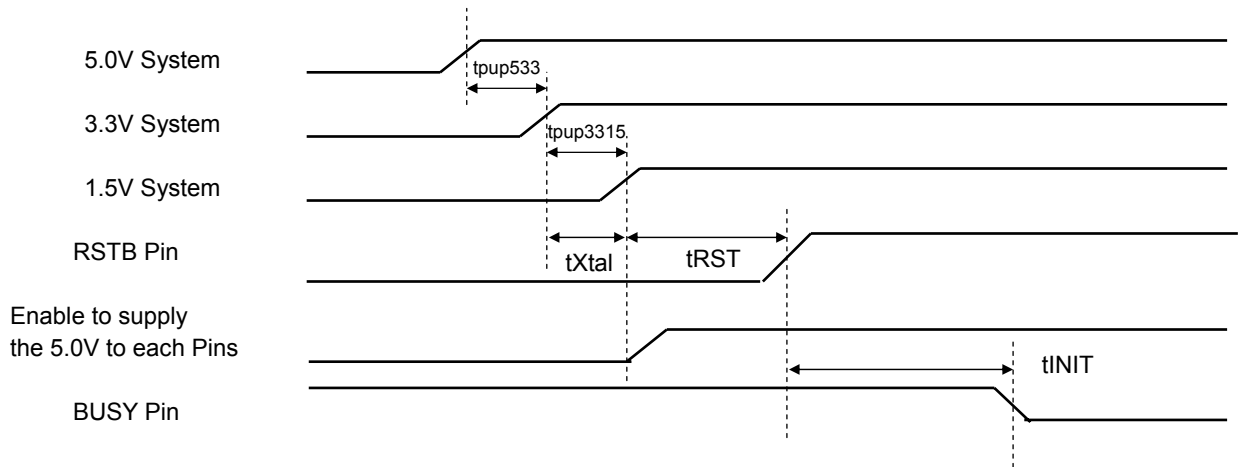 5.0V System
tpup533
3.3V System
tpup3315
1.5V System
RSTB Pin
tXtal
tRST
Enable to supply
the 5.0V to each Pins
tINIT
BUSY Pin